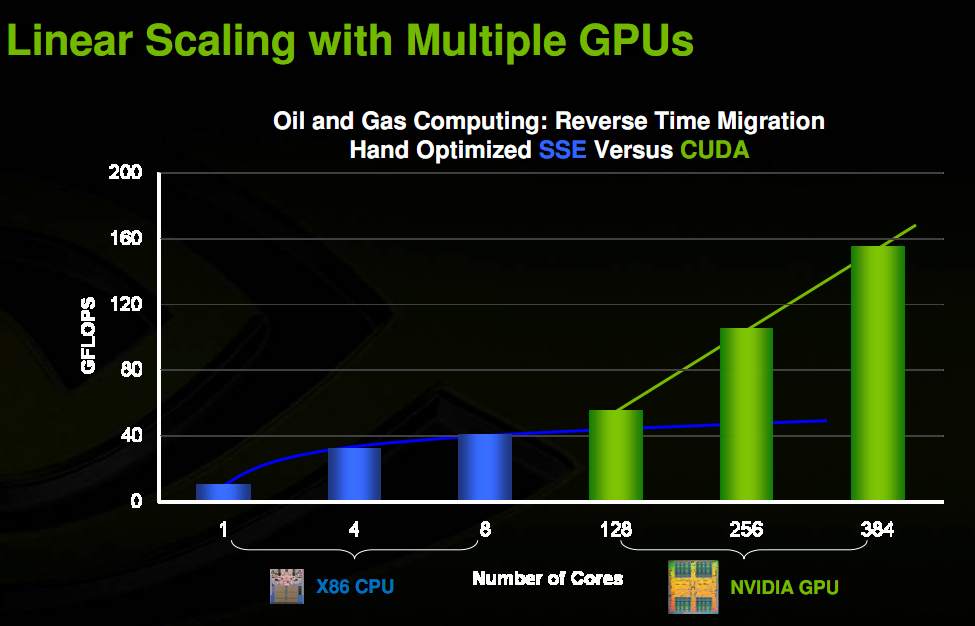 Linear Scaling with Multiple GPUs
Oil and Gas Computing: Reverse Time Migration
Hand Optimized SSE Versus CUDA
200
160
120
80
40
0
GFLOPS
1 4 8 128 256 384
X86 CPU
Number of Cores
NVIDIA GPU